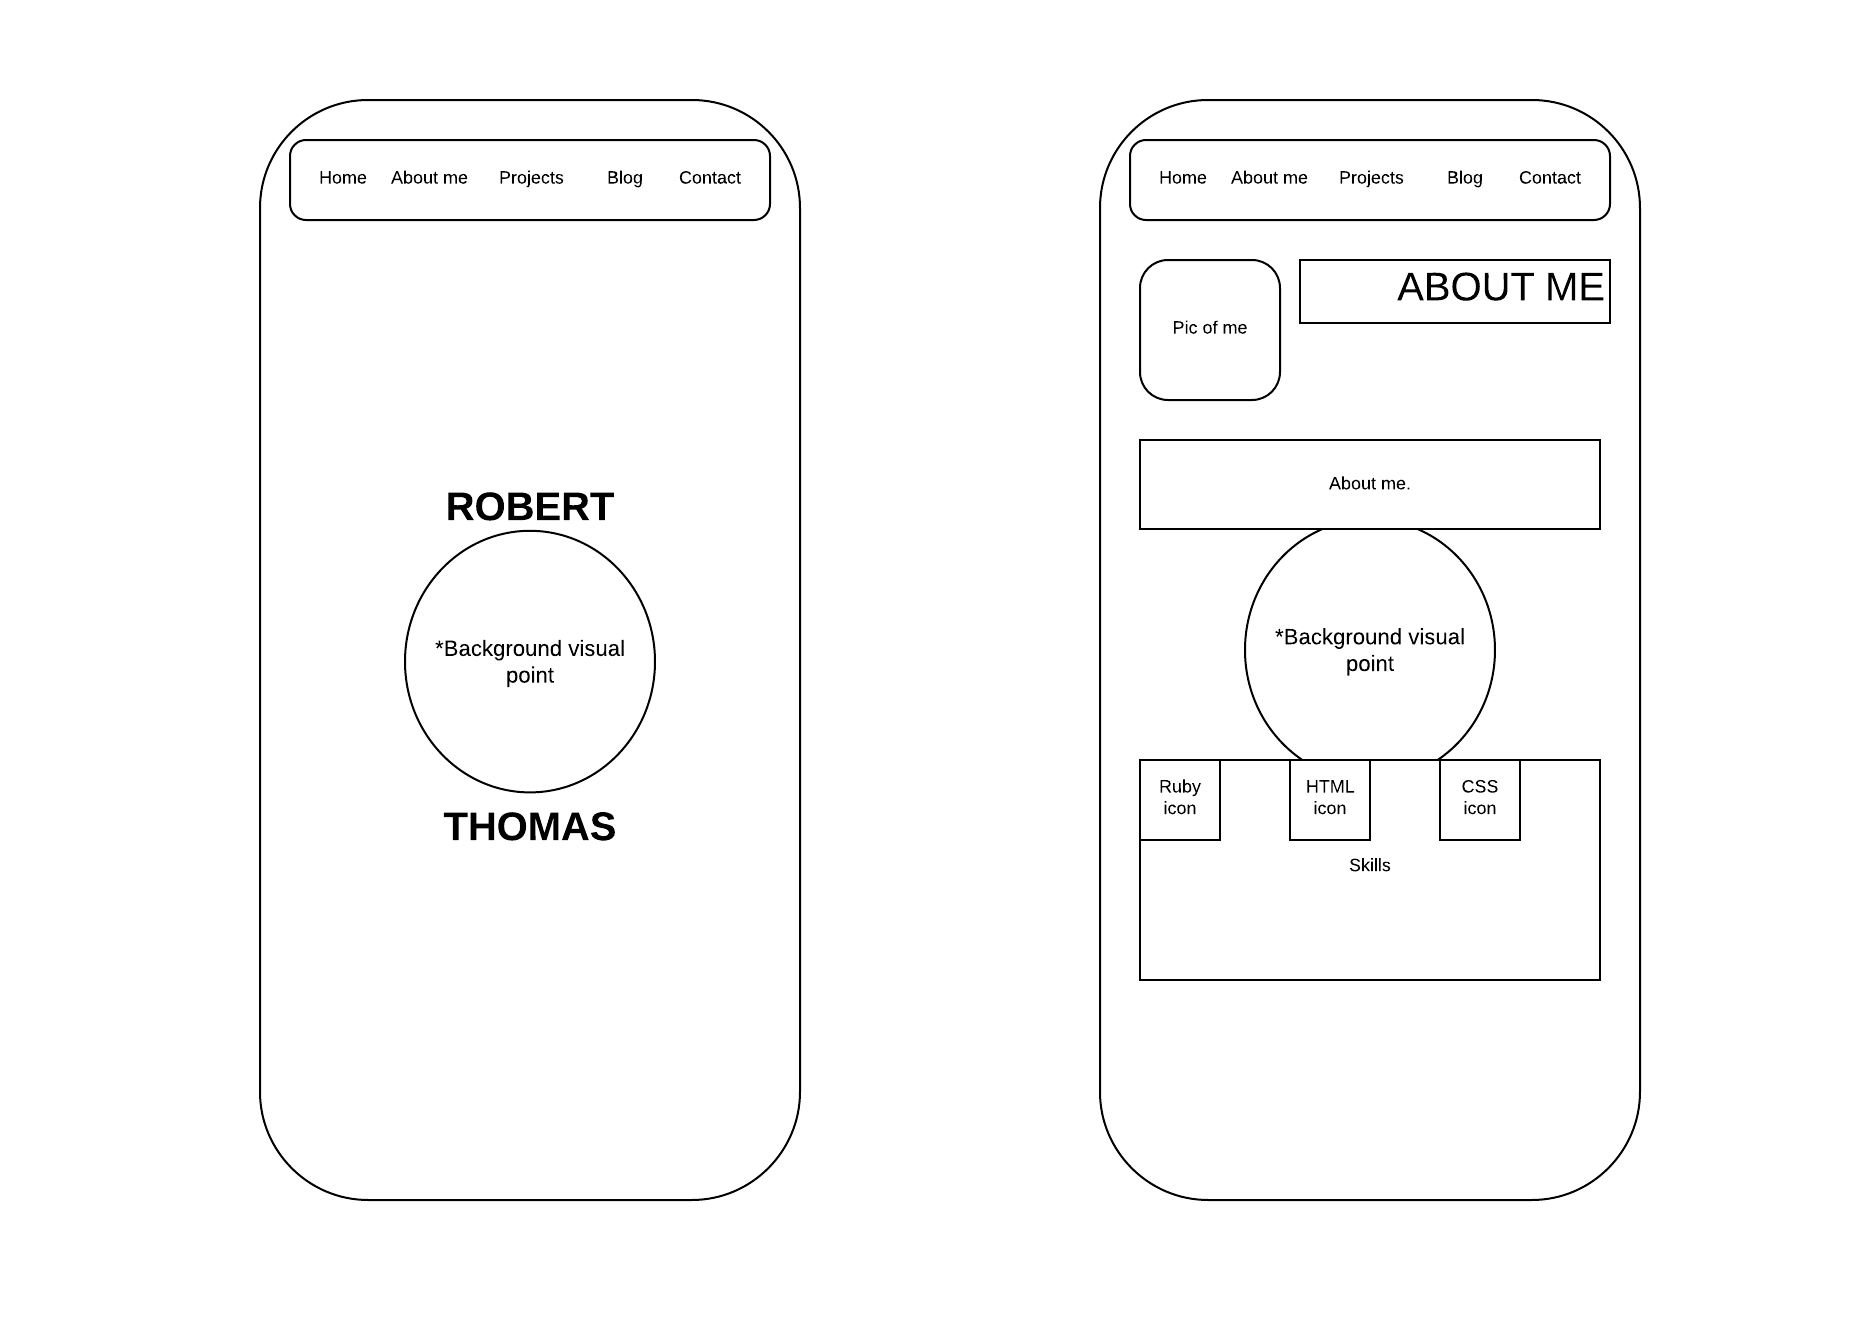 Home About me Projects Blog Contact
ROBERT
*Background visual
point
THOMAS
Home About me Projects Blog Contact
Pic of me
ABOUT ME
About me.
*Background visual
point
Ruby
icon
HTML
icon
CSS
icon
Skills